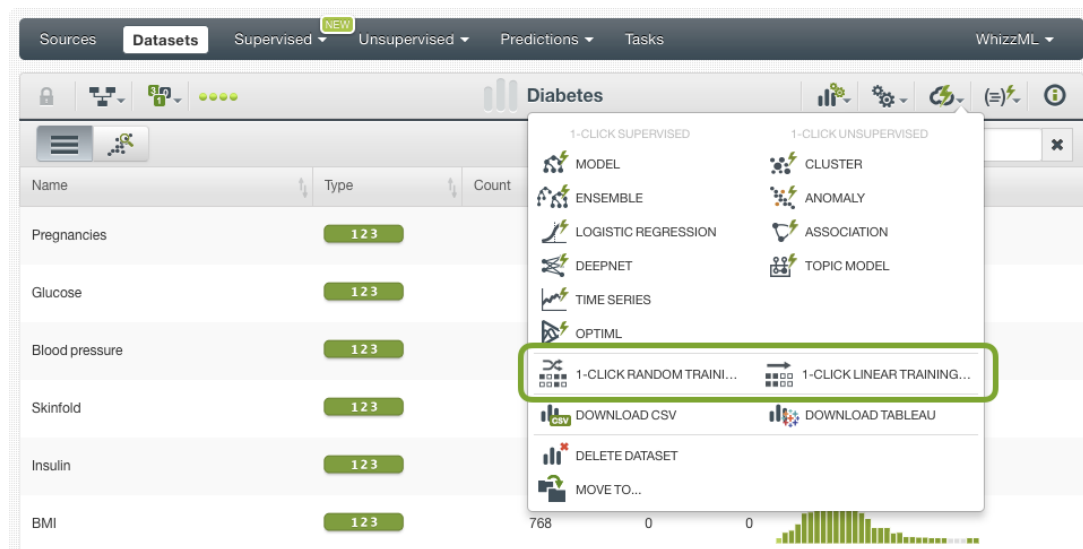 NEW
Sources Datasets Supervised Unsupervised Predictions Tasks WhizzML
Diabetes
1-CLICK SUPERVISED 1-CLICK UNSUPERVISED
MODEL CLUSTER
Name Type Count
ENSEMBLE ANOMALY
Pregnancies 123
LOGISTIC REGRESSION ASSOCIATION
DEEPNET TOPIC MODEL
Glucose 123
TIME SERIES
OPTIML
Blood pressure 123
1-CLICK RANDOM TRAINI... 1-CLICK LINEAR TRAINING...
Skinfold 123
CSV DOWNLOAD CSV DOWNLOAD TABLEAU
DELETE DATASET
Insulin 123
MOVE TO...
BMI 123 768 0 0